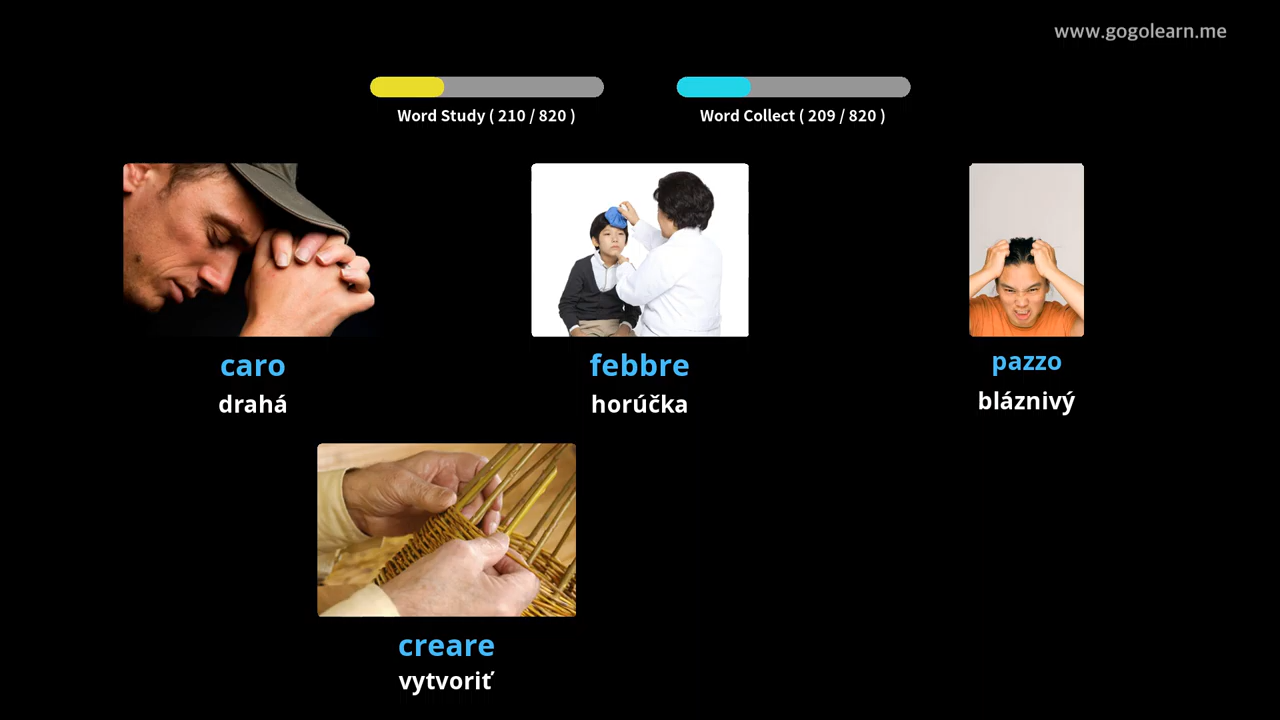 www.gogolearn.me
Word Study ( 210 / 820 )
Word Collect ( 209 / 820 )
caro
febbre
pazzo
drahá
horúčka
bláznivý
creare
vytvoriť